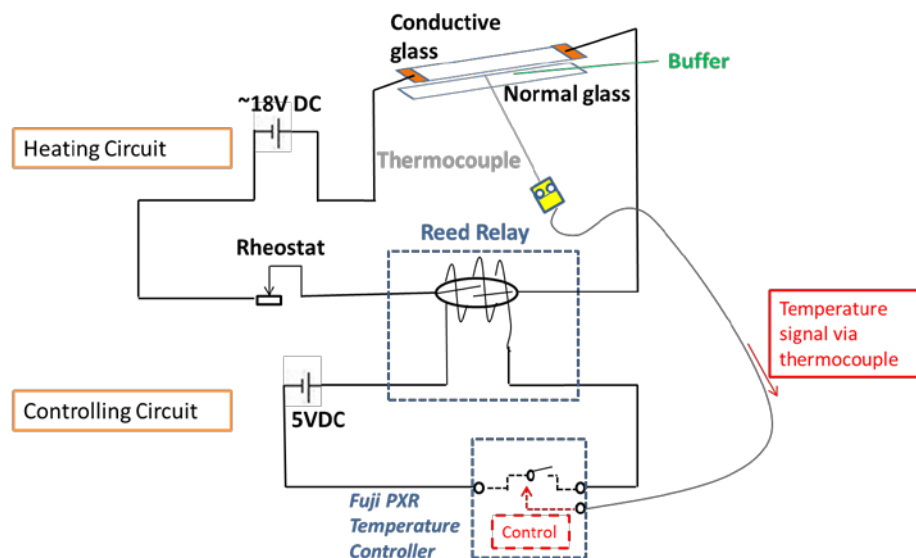 Conductive
glass
Buffer
Normal glass
~18V DC
Heating Circuit
Thermocouple
Rheostat
Reed Relay
Temperature
signal via
thermocouple
5VDC
Controlling Circuit
Fuji PXR
Temperature
Controller
Control